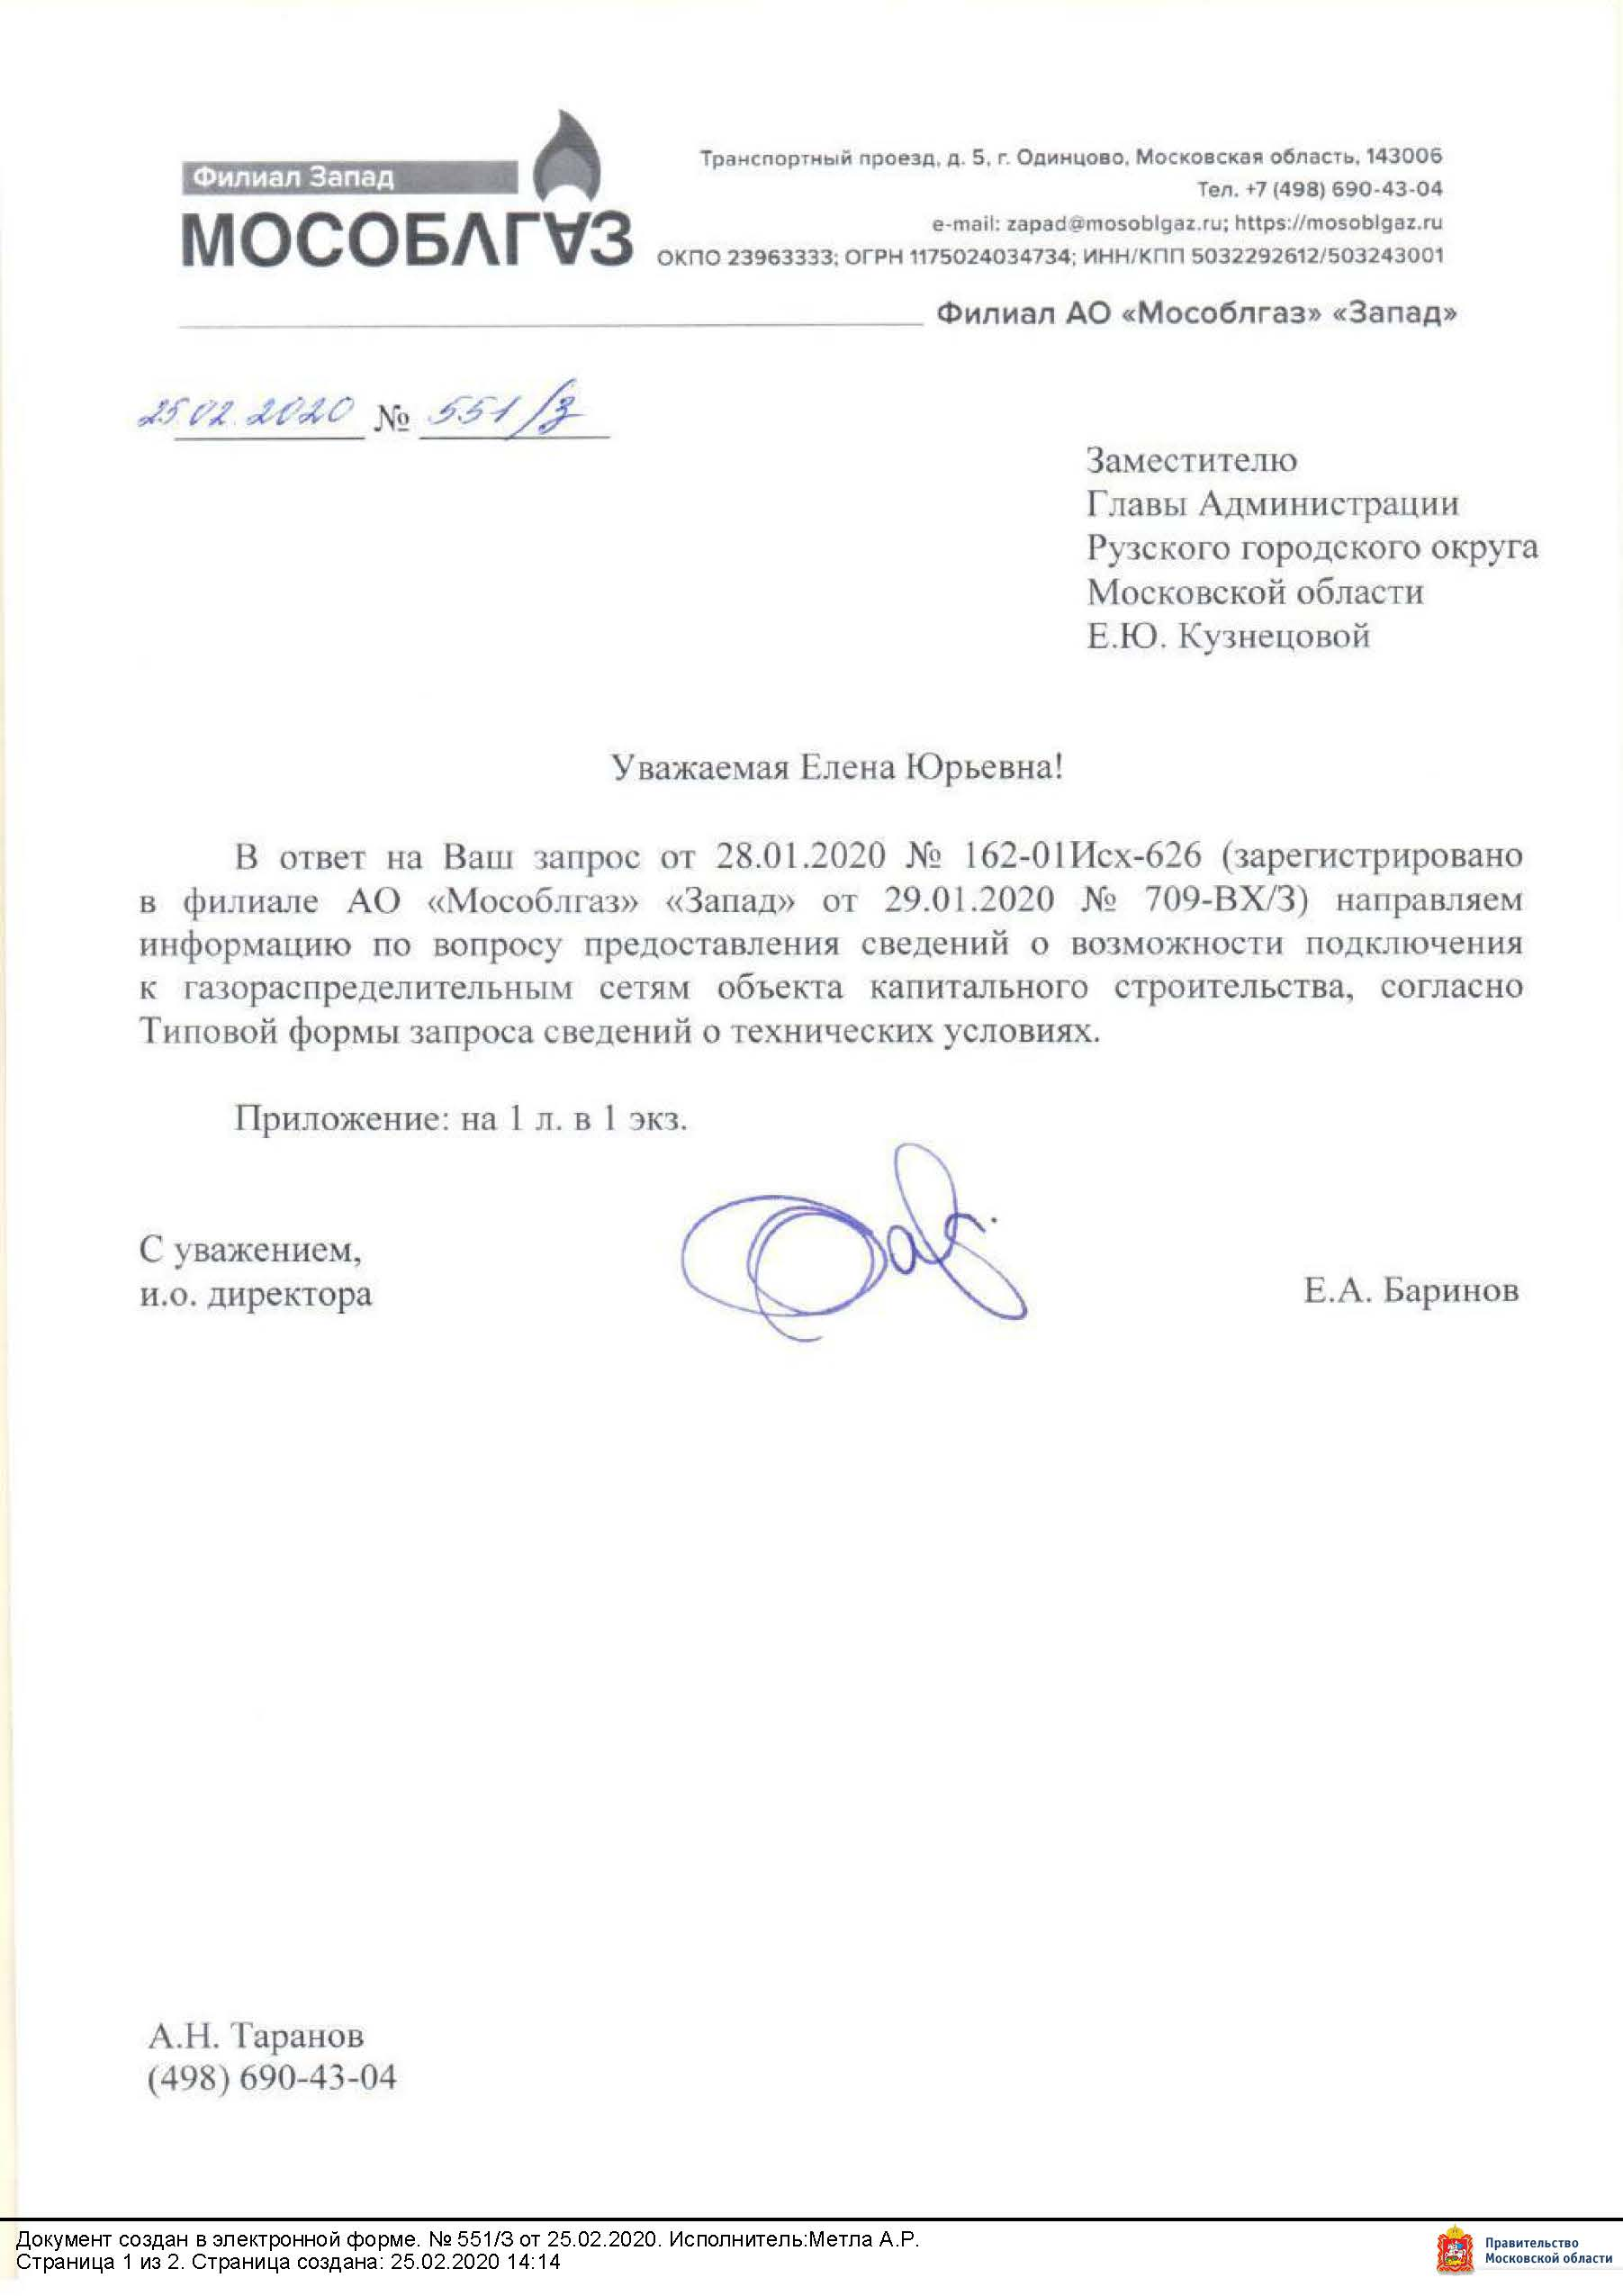 Филиал Запад
МОСОБЛГАЗ
Транспортный проезд, д. 5, г. Одинцово, Московская область, 143006
Тел. +7 (498) 690-43-04
e-mail: zapad@mosoblgaz.ru; https://mosoblgaz.ru
ОКПО 23963333; ОГРН 1175024034734; ИНН/КПП 5032292612/503243001
Филиал АО «Мособлгаз» «Запад»
25.02.2020 № 551/З
Заместителю
Главы Администрации
Рузского городского округа
Московской области
Е.Ю. Кузнецовой
Уважаемая Елена Юрьевна!
В ответ на Ваш запрос от 28.01.2020 № 162-01Исх-626 (зарегистрировано
в филиале АО «Мособлгаз» «Запад» от 29.01.2020 № 709-ВХ/З) направляем
информацию по вопросу предоставления сведений о возможности подключения
к газораспределительным сетям объекта капитального строительства, согласно
Типовой формы запроса сведений о технических условиях.
Приложение: на 1 л. в 1 экз.
С уважением,
и.о. директора
Е.А. Баринов
А.Н. Таранов
(498) 690-43-04
Документ создан в электронной форме. № 551/З от 25.02.2020. Исполнитель:Метла А.Р.
Страница 1 из 2. Страница создана: 25.02.2020 14:14
Правительство
Московской области